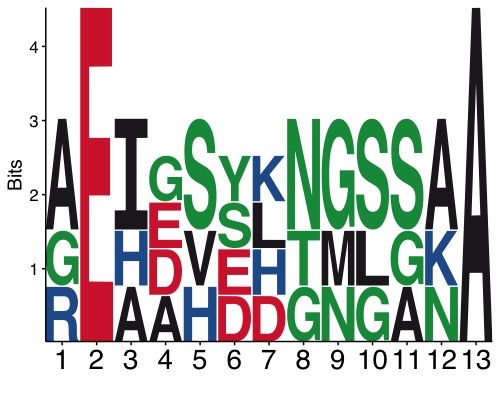 Bits
4
3
2
1
A E I G S Y K N G S S A A
G H E V S L T M L G K
R A D H E H G N G A N
A D D
1 2 3 4 5 6 7 8 9 10 11 12 13